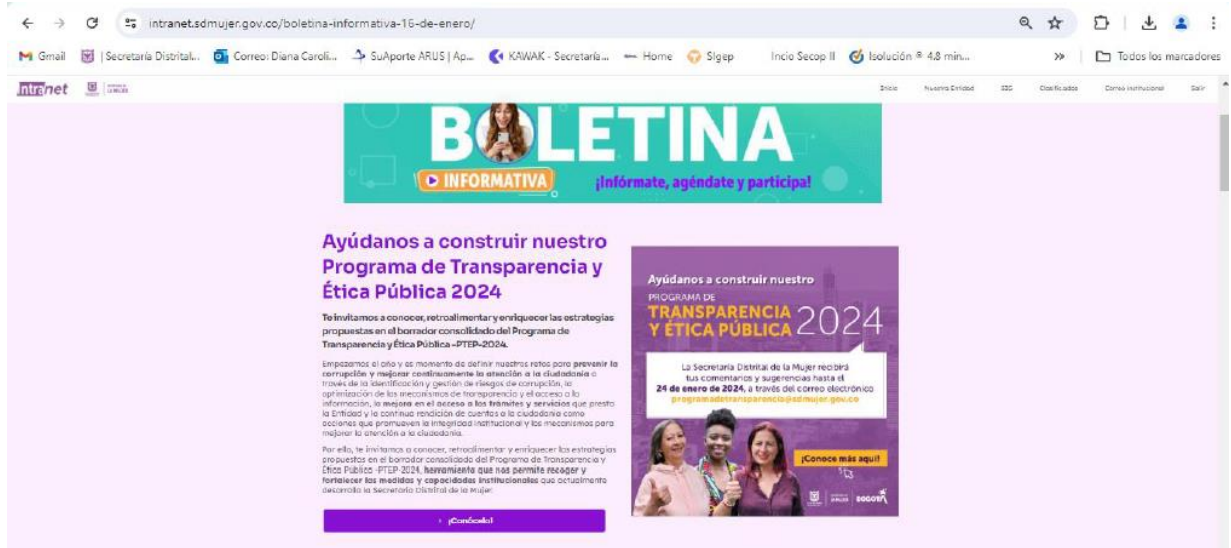 intranet.sdmujer.gov.co/boletina-informativa-16-de-enero/
Gmail | Secretaría Distrital... Correo: Diana Caroli... SuAporte ARUS | Ap... KAWAK - Secretaría... Home SIgep Incio Secop II Isolución ® 4.8 min... » Todos los marcadores
Intranet Inicio Nuestra Entidad Clasificados Correo institucional Salir
BOLETINA
INFORMATIVA ¡Infórmate, agéndate y participa!
Ayúdanos a construir nuestro
Programa de Transparencia y
Ética Pública 2024
Te invitamos a conocer, retroalimentar y enriquecer las estrategias
propuestas en el borrador consolidado del Programa de
Transparencia y Ética Pública -PTEP-2024.
Empezamos el año y es momento de definir nuestros retos para prevenir la
corrupción y mejorar continuamente la atención a la ciudadanía a
través de la identificación y gestión de riesgos de corrupción, la
optimización de los mecanismos de transparencia y el acceso a la
información, la mejora en el acceso a los trámites y servicios que presta
la Entidad y la continua rendición de cuentas a la ciudadanía como
acciones que promueven la integridad institucional y los mecanismos para
mejorar la atención a la ciudadanía.
Por ello, te invitamos a conocer, retroalimentar y enriquecer las estrategias
propuestas en el borrador consolidado del Programa de Transparencia y
Ética Pública -PTEP-2024, herramienta que nos permite recoger y
fortalecer las medidas y capacidades institucionales que actualmente
desarrolla la Secretaría Distrital de la Mujer.
› ¡Conócelo!
Ayúdanos a construir nuestro
PROGRAMA DE
TRANSPARENCIA
Y ÉTICA PÚBLICA 2024
La Secretaría Distrital de la Mujer recibirá
tus comentarios y sugerencias hasta el
24 de enero de 2024, a través del correo electrónico
programadetransparencia@sdmujer.gov.co
¡Conoce más aquí!
BOGOTÁ